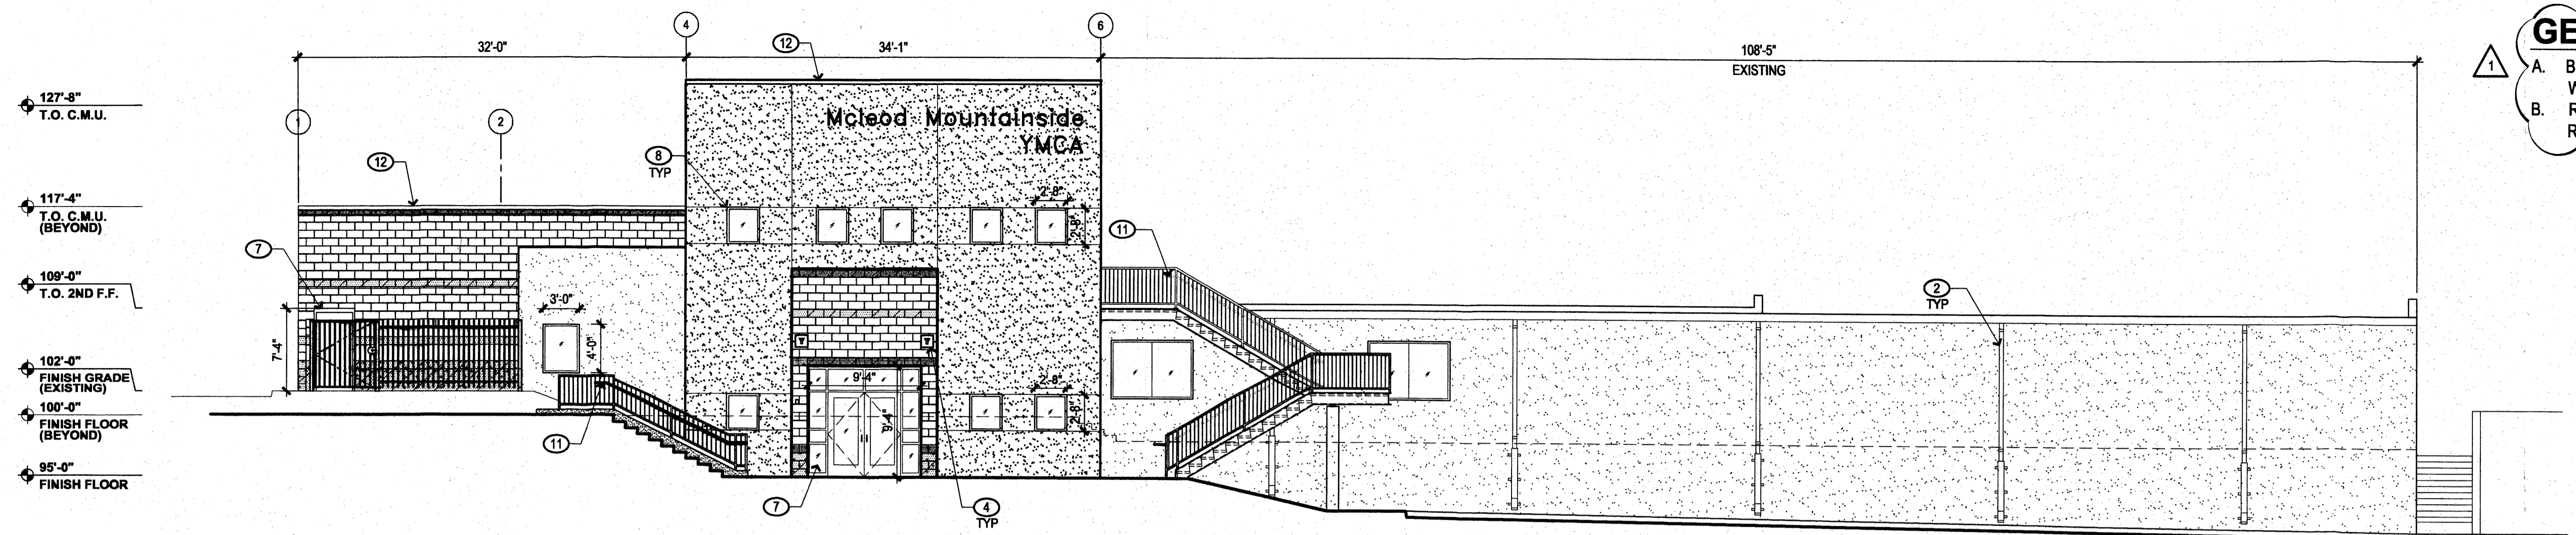 4
6
32'-0"
12
34'-1"
108'-5"
EXISTING
1
GE
A. B
W
B. R
R
127'-8"
T.O. C.M.U.
1
2
Mcleod Mountainside
YMCA
12
8
TYP
117'-4"
T.O. C.M.U.
(BEYOND)
2'-8"
2'-8"
11
7
109'-0"
T.O. 2ND F.F.
2
TYP
3'-0"
4'-0"
7'-4"
102'-0"
FINISH GRADE
(EXISTING)
9'-4"
9'-4"
2'-8"
2'-8"
100'-0"
FINISH FLOOR
(BEYOND)
11
95'-0"
FINISH FLOOR
7
4
TYP